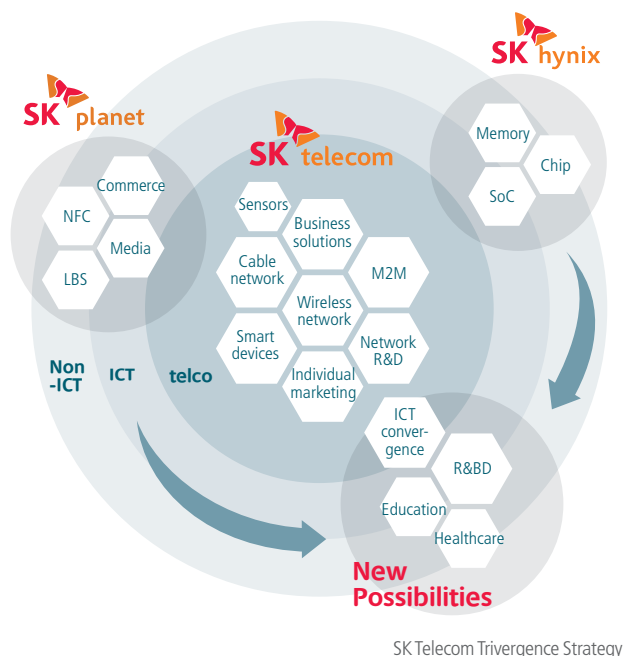 SK hynix
Memory
Chip
SoC
SK planet
Commerce
NFC
Media
LBS
SK telecom
Sensors
Business
solutions
Cable
network
M2M
Wireless
network
Smart
devices
Network
R&D
Individual
marketing
Non
-ICT
ICT
telco
ICT
conver-
gence
R&BD
Education
Healthcare
New
Possibilities
SK Telecom Trivergence Strategy